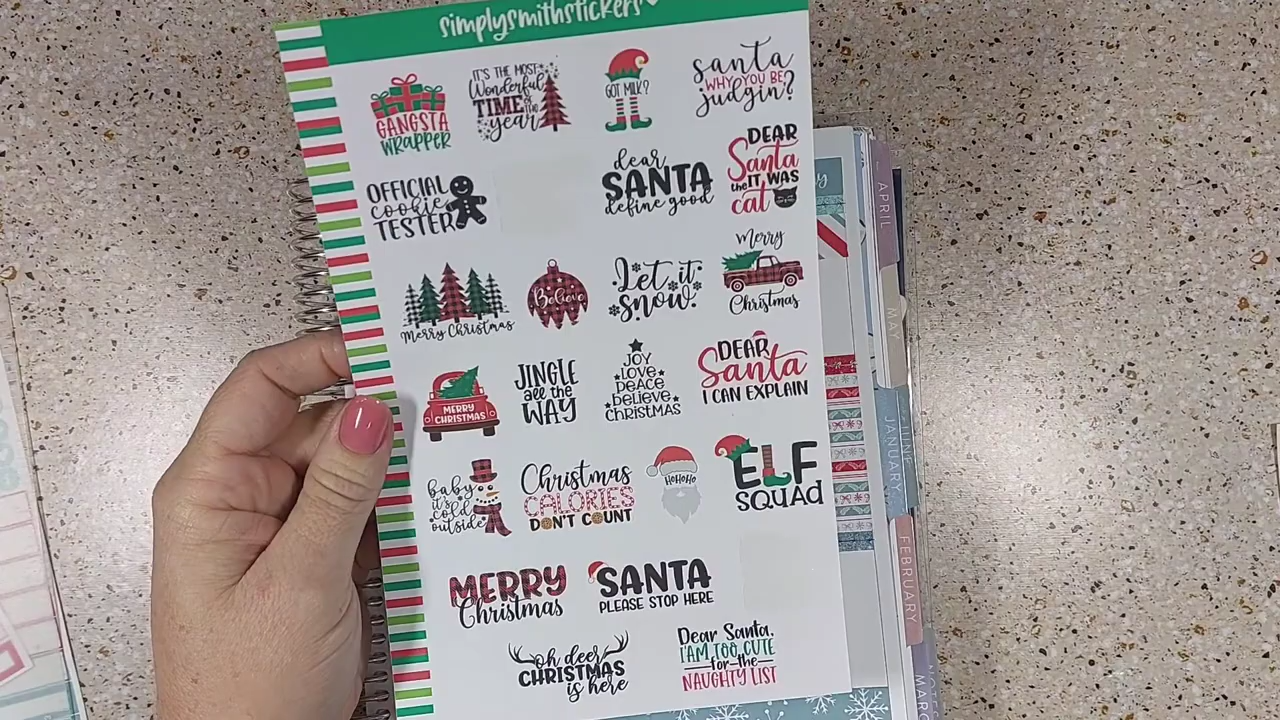 simplysmithstickers
GANGSTA
WRAPPER
IT'S THE MOST
Wonderful
TIME OF THE
year
GOT MILK?
santa
WHY YOU BE
judgin?
OFFICIAL
cookie
TESTER
dear
SANTA
define good
DEAR
Santa
the IT WAS
cat
Merry Christmas
Believe
Let it
snow
Merry
Christmas
MERRY
CHRISTMAS
JINGLE
all the
WAY
JOY
LOVE
peace
believe
CHRISTMAS
DEAR
Santa
I CAN EXPLAIN
baby
it's
cold
outside
Christmas
CALORIES
DON'T COUNT
HoHoHo
ELF
SQUAD
MERRY
Christmas
SANTA
PLEASE STOP HERE
oh deer
CHRISTMAS
is here
Dear Santa,
I AM TOO CUTE
for the
NAUGHTY LIST
APRIL
MAY
JUNE
JANUARY
FEBRUARY
MARC
NOTES